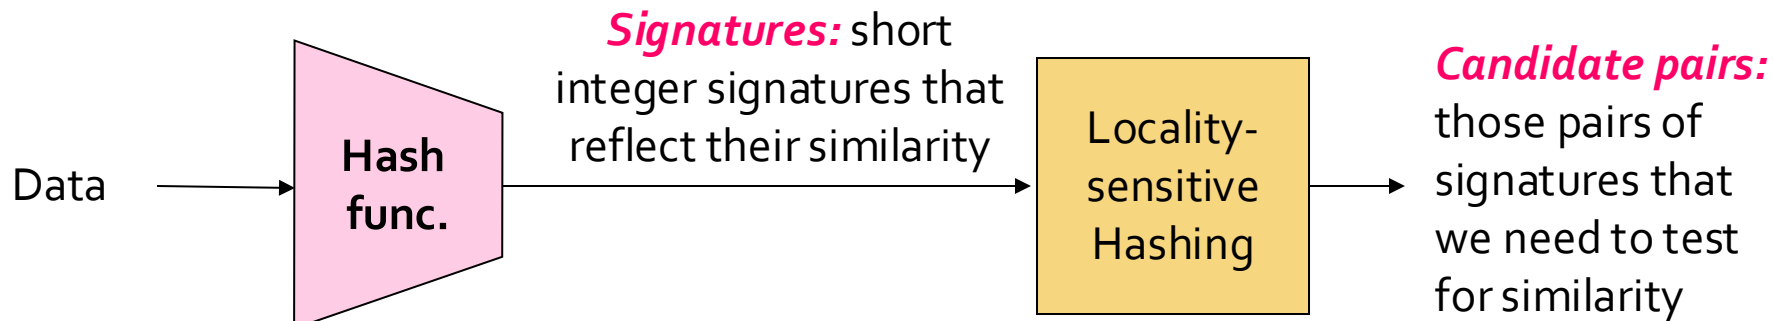 Data
Hash
func.
Signatures: short
integer signatures that
reflect their similarity
Locality-
sensitive
Hashing
Candidate pairs:
those pairs of
signatures that
we need to test
for similarity